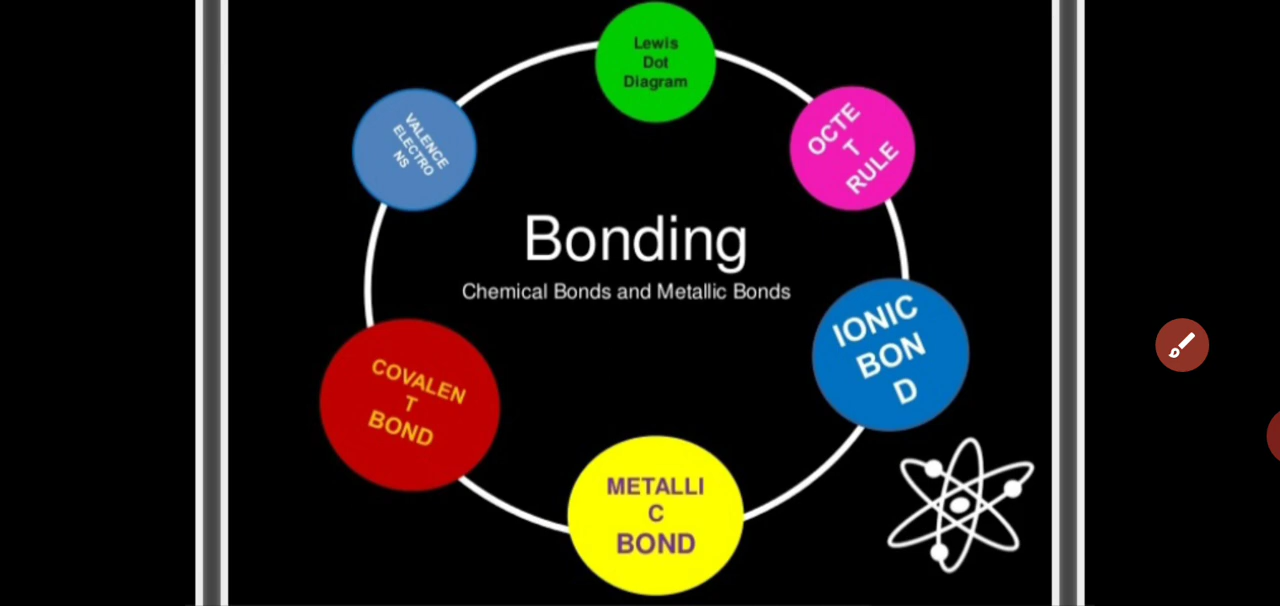 Lewis
Dot
Diagram
VALENCE
ELECTRO
NS
OCTE
T
RULE
Bonding
Chemical Bonds and Metallic Bonds
IONIC
BON
D
COVALEN
T
BOND
METALLI
C
BOND